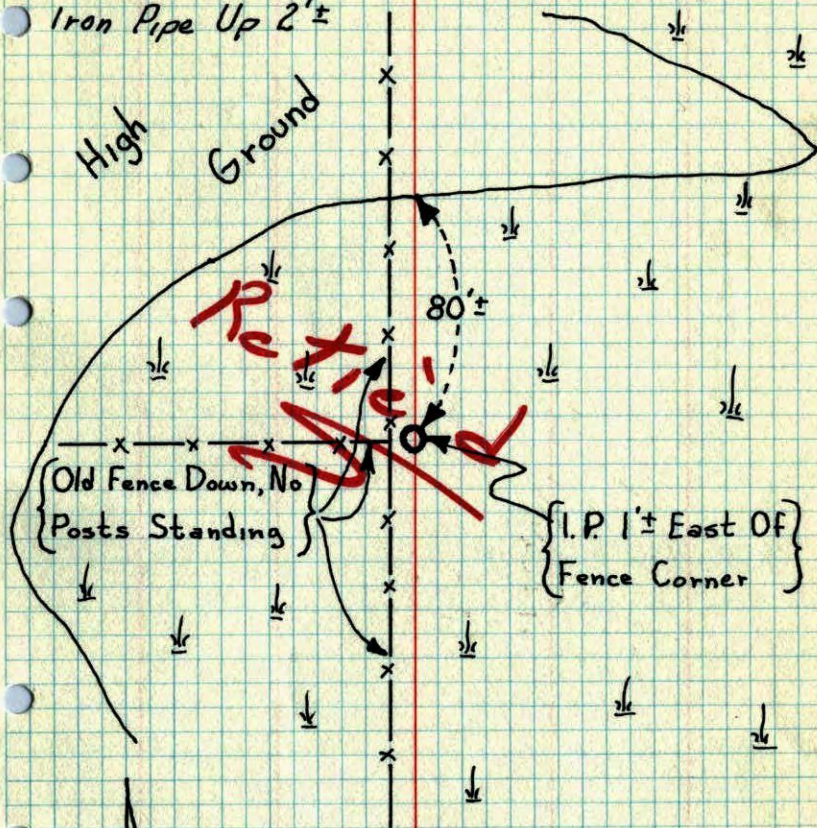 Iron Pipe Up 2'±
High Ground
80'±
Re-tie'd
Old Fence Down, No
Posts Standing
I.P. 1'± East Of
Fence Corner